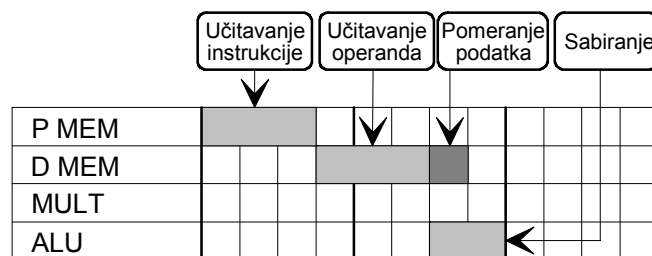 Učitavanje
instrukcije
Učitavanje
operanda
Pomeranje
podatka
Sabiranje
P MEM
D MEM
MULT
ALU